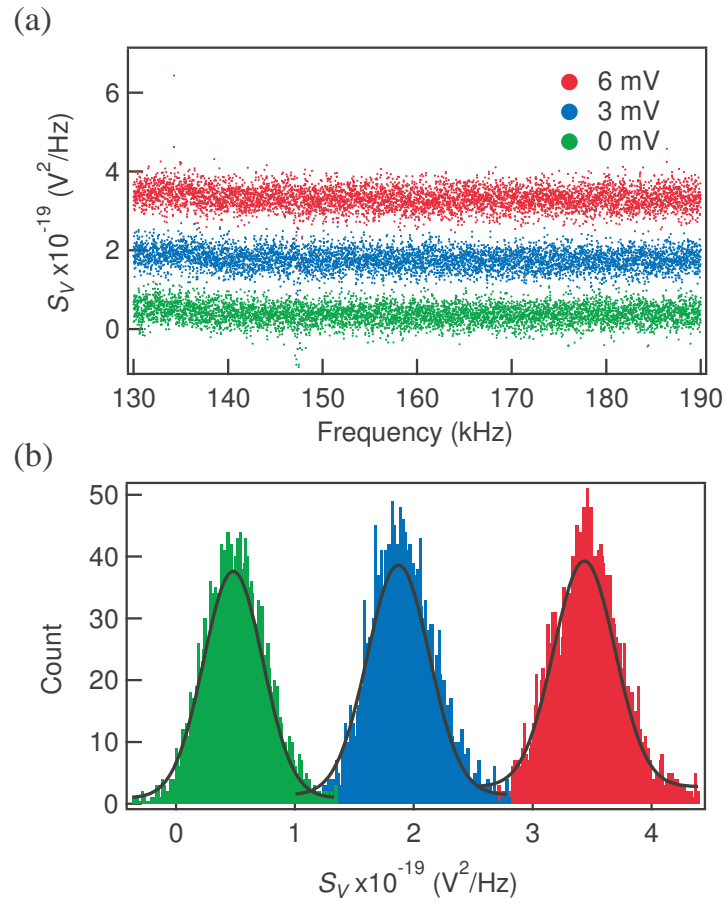 (a)
6
4
2
0
S_V x10^-19 (V^2/Hz)
6 mV
3 mV
0 mV
130 140 150 160 170 180 190
Frequency (kHz)
(b)
50
40
30
20
10
0
Count
0 1 2 3 4
S_V x10^-19 (V^2/Hz)